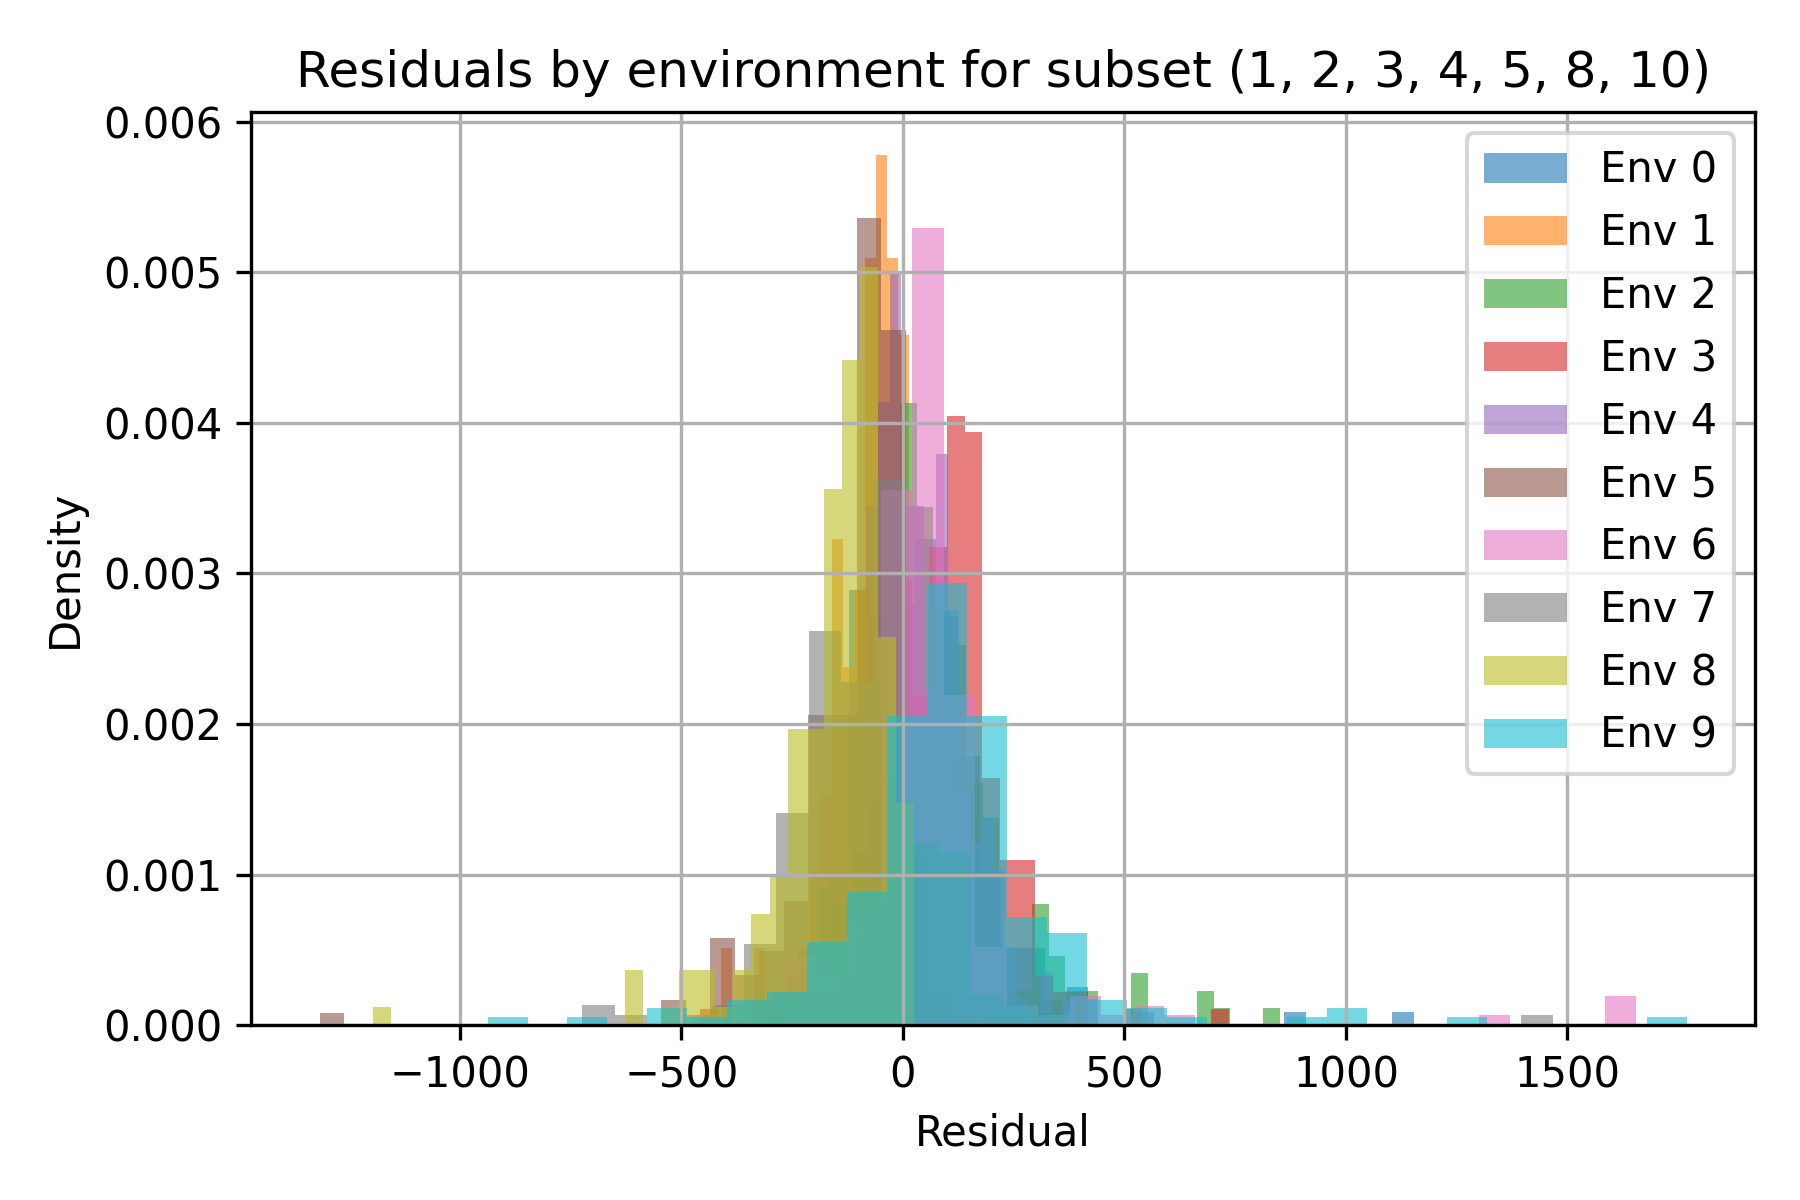 Residuals by environment for subset (1, 2, 3, 4, 5, 8, 10)
0.006
0.005
0.004
0.003
0.002
0.001
0.000
Density
−1000
−500
0
500
1000
1500
Residual
Env 0
Env 1
Env 2
Env 3
Env 4
Env 5
Env 6
Env 7
Env 8
Env 9